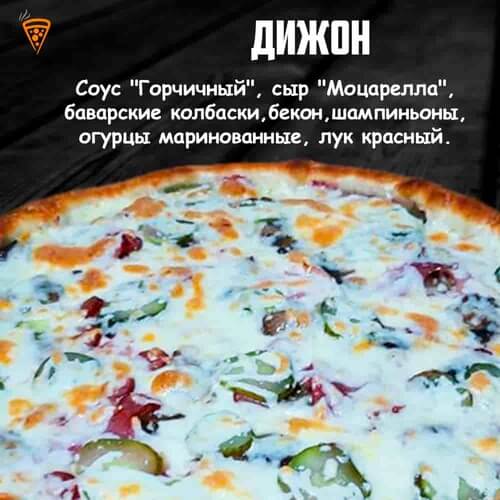 ДИЖОН
Соус "Горчичный", сыр "Моцарелла",
баварские колбаски,бекон,шампиньоны,
огурцы маринованные, лук красный.